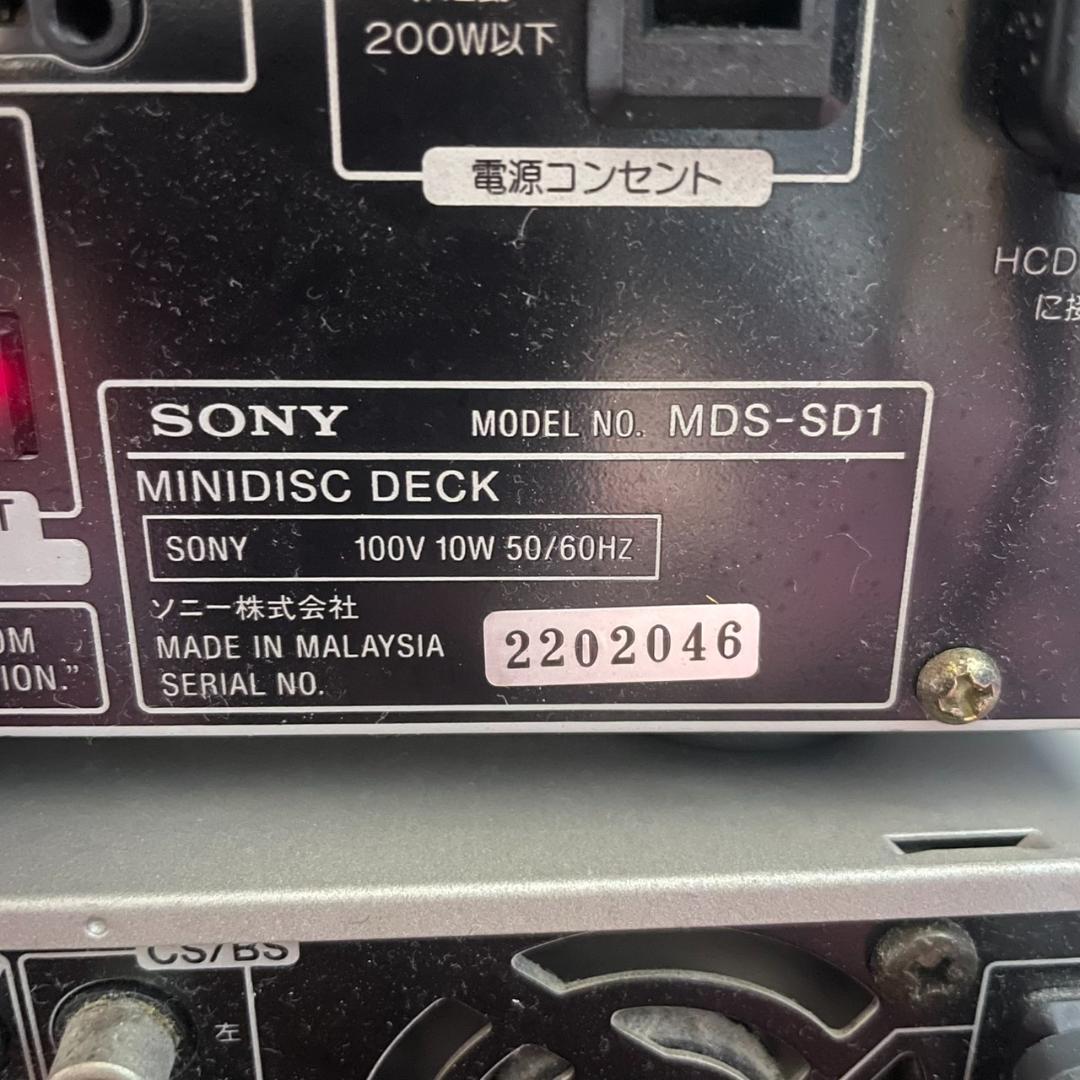 200W以下
電源コンセント
HCD
に接
SONY MODEL NO. MDS-SD1
MINIDISC DECK
SONY 100V 10W 50/60HZ
ソニー株式会社
MADE IN MALAYSIA
SERIAL NO. 2202046
T
OM
ION."
CS/BS
左